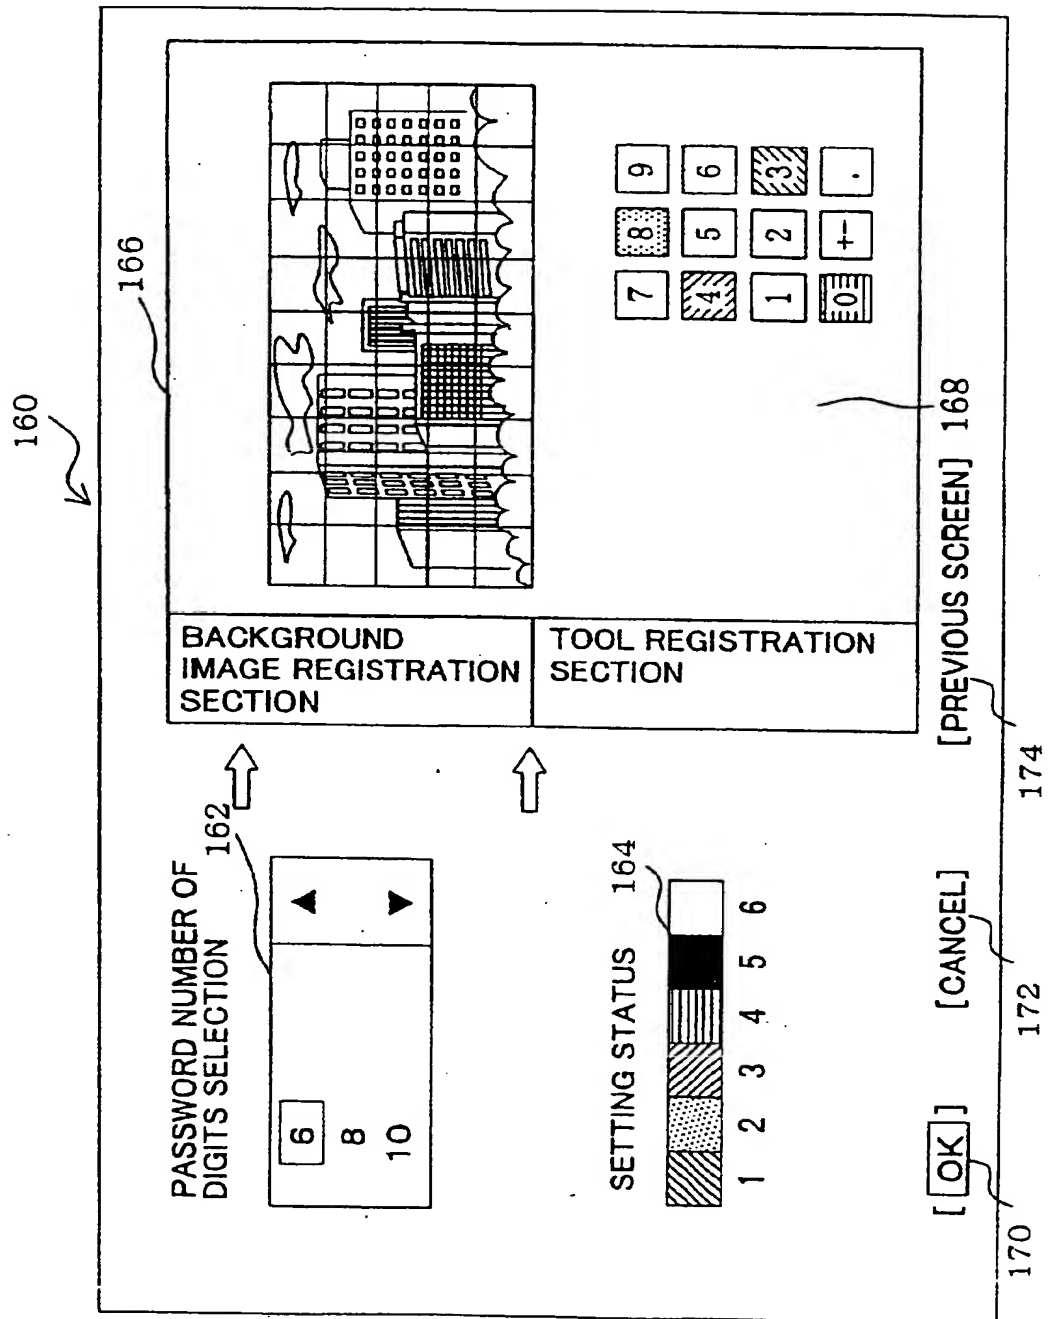 160
PASSWORD NUMBER OF
DIGITS SELECTION
162
6
8
10
▲
▼
166
BACKGROUND
IMAGE REGISTRATION
SECTION
TOOL REGISTRATION
SECTION
7 8 9
4 5 6
1 2 3
0 +− .
168
SETTING STATUS
164
1 2 3 4 5 6
[OK] [CANCEL] [PREVIOUS SCREEN]
170 172 174